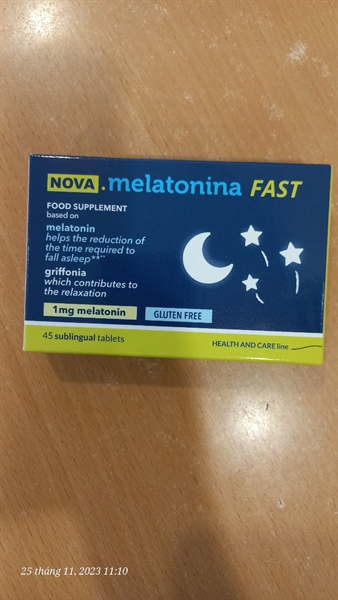 NOVA.melatonina FAST
FOOD SUPPLEMENT
based on
melatonin
helps the reduction of
the time required to
fall asleep**
griffonia
which contributes to
the relaxation
1mg melatonin
GLUTEN FREE
45 sublingual tablets
HEALTH AND CARE line
25 tháng 11, 2023 11:10